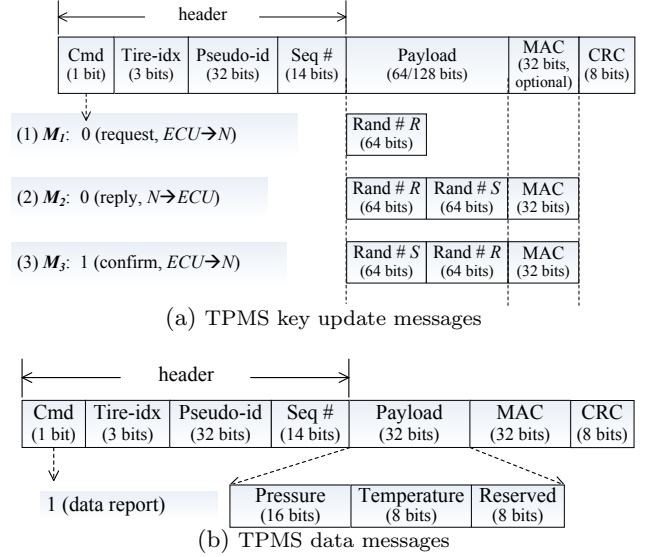 header
Cmd Tire-idx Pseudo-id Seq # Payload MAC CRC
(1 bit) (3 bits) (32 bits) (14 bits) (64/128 bits) (32 bits, optional) (8 bits)
(1) M1: 0 (request, ECU→N) Rand # R
(64 bits)
(2) M2: 0 (reply, N→ECU) Rand # R Rand # S MAC
(64 bits) (64 bits) (32 bits)
(3) M3: 1 (confirm, ECU→N) Rand # S Rand # R MAC
(64 bits) (64 bits) (32 bits)
(a) TPMS key update messages
header
Cmd Tire-idx Pseudo-id Seq # Payload MAC CRC
(1 bit) (3 bits) (32 bits) (14 bits) (32 bits) (32 bits) (8 bits)
1 (data report) Pressure Temperature Reserved
(16 bits) (8 bits) (8 bits)
(b) TPMS data messages